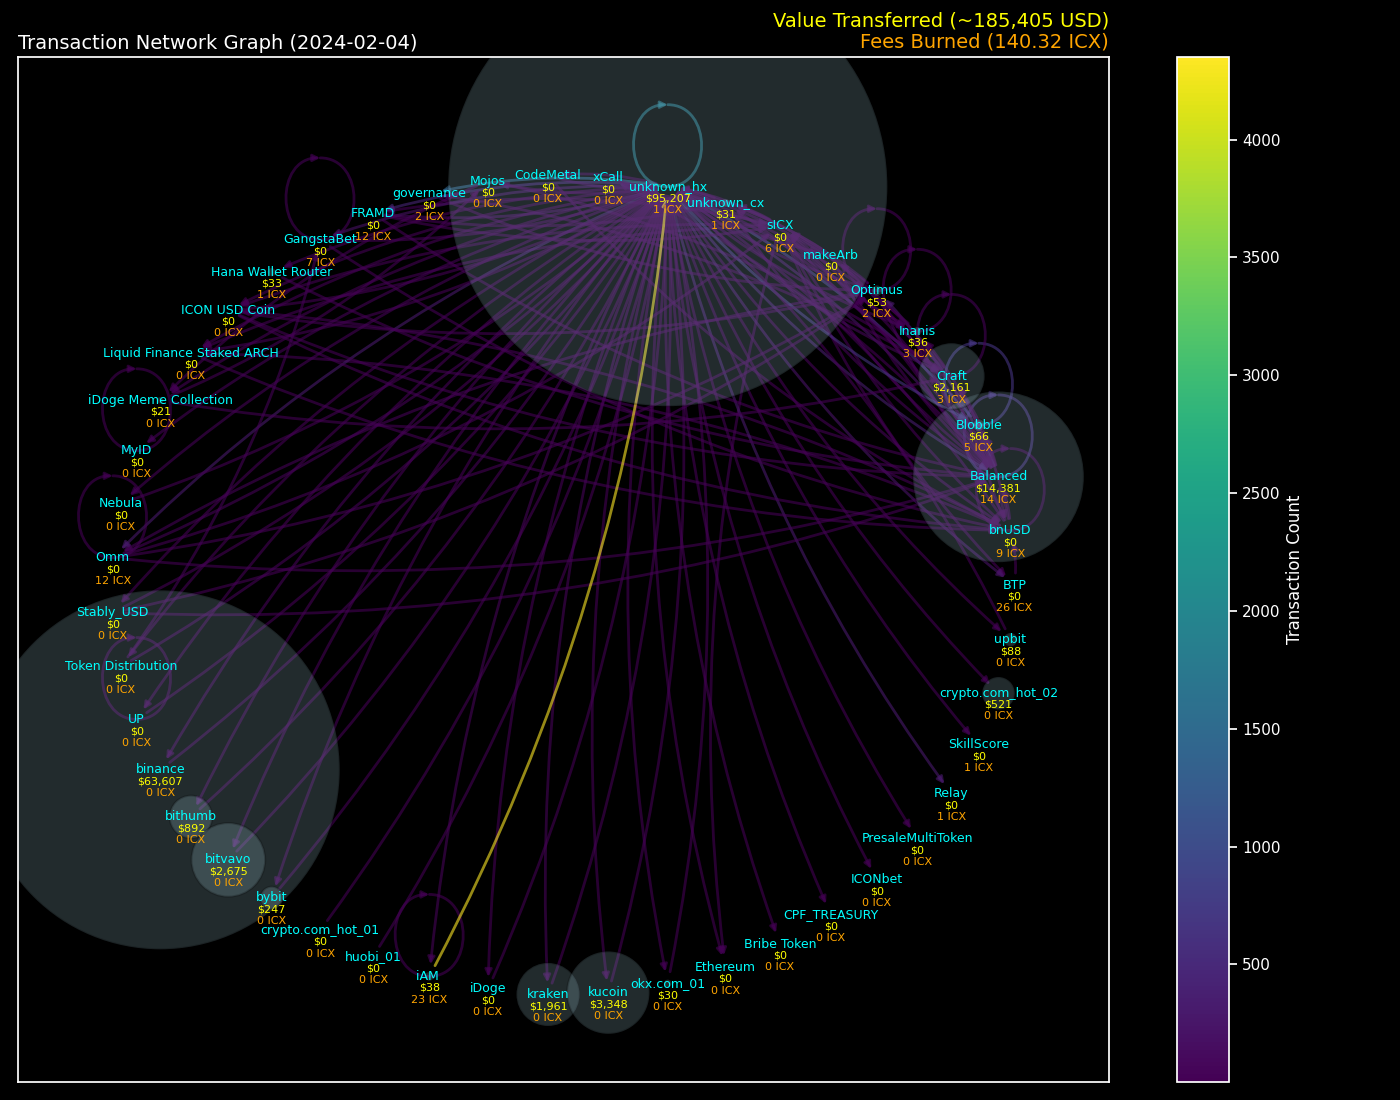 Value Transferred (~185,405 USD)
Transaction Network Graph (2024-02-04)
Fees Burned (140.32 ICX)
unknown_hx
$95,207
unknown_cx
$31
1 ICX
sICX
$0
6 ICX
makeArb
$0
0 ICX
Optimus
$53
2 ICX
Inanis
$36
3 ICX
Craft
$2,161
3 ICX
Blobble
$66
5 ICX
Balanced
$14,381
14 ICX
bnUSD
$0
9 ICX
BTP
$0
26 ICX
upbit
$88
0 ICX
crypto.com_hot_02
$521
0 ICX
SkillScore
$0
1 ICX
Relay
$0
1 ICX
PresaleMultiToken
$0
0 ICX
ICONbet
$0
0 ICX
CPF_TREASURY
$0
0 ICX
Bribe Token
$0
0 ICX
Ethereum
$0
0 ICX
okx.com_01
$30
0 ICX
kucoin
$3,348
0 ICX
kraken
$1,961
0 ICX
iDoge
$0
0 ICX
iAM
$38
23 ICX
huobi_01
$0
0 ICX
crypto.com_hot_01
$0
0 ICX
bybit
$247
0 ICX
bitvavo
$2,675
0 ICX
bithumb
$892
0 ICX
binance
$63,607
0 ICX
UP
$0
0 ICX
Token Distribution
$0
0 ICX
Stably_USD
$0
0 ICX
Omm
$0
12 ICX
Nebula
$0
0 ICX
MyID
$0
0 ICX
iDoge Meme Collection
$21
0 ICX
Liquid Finance Staked ARCH
$0
0 ICX
ICON USD Coin
$0
0 ICX
Hana Wallet Router
$33
1 ICX
GangstaBet
$0
7 ICX
FRAMD
$0
12 ICX
governance
$0
2 ICX
Mojos
$0
0 ICX
CodeMetal
$0
0 ICX
xCall
$0
0 ICX
4000
3500
3000
2500
2000
1500
1000
500
Transaction Count